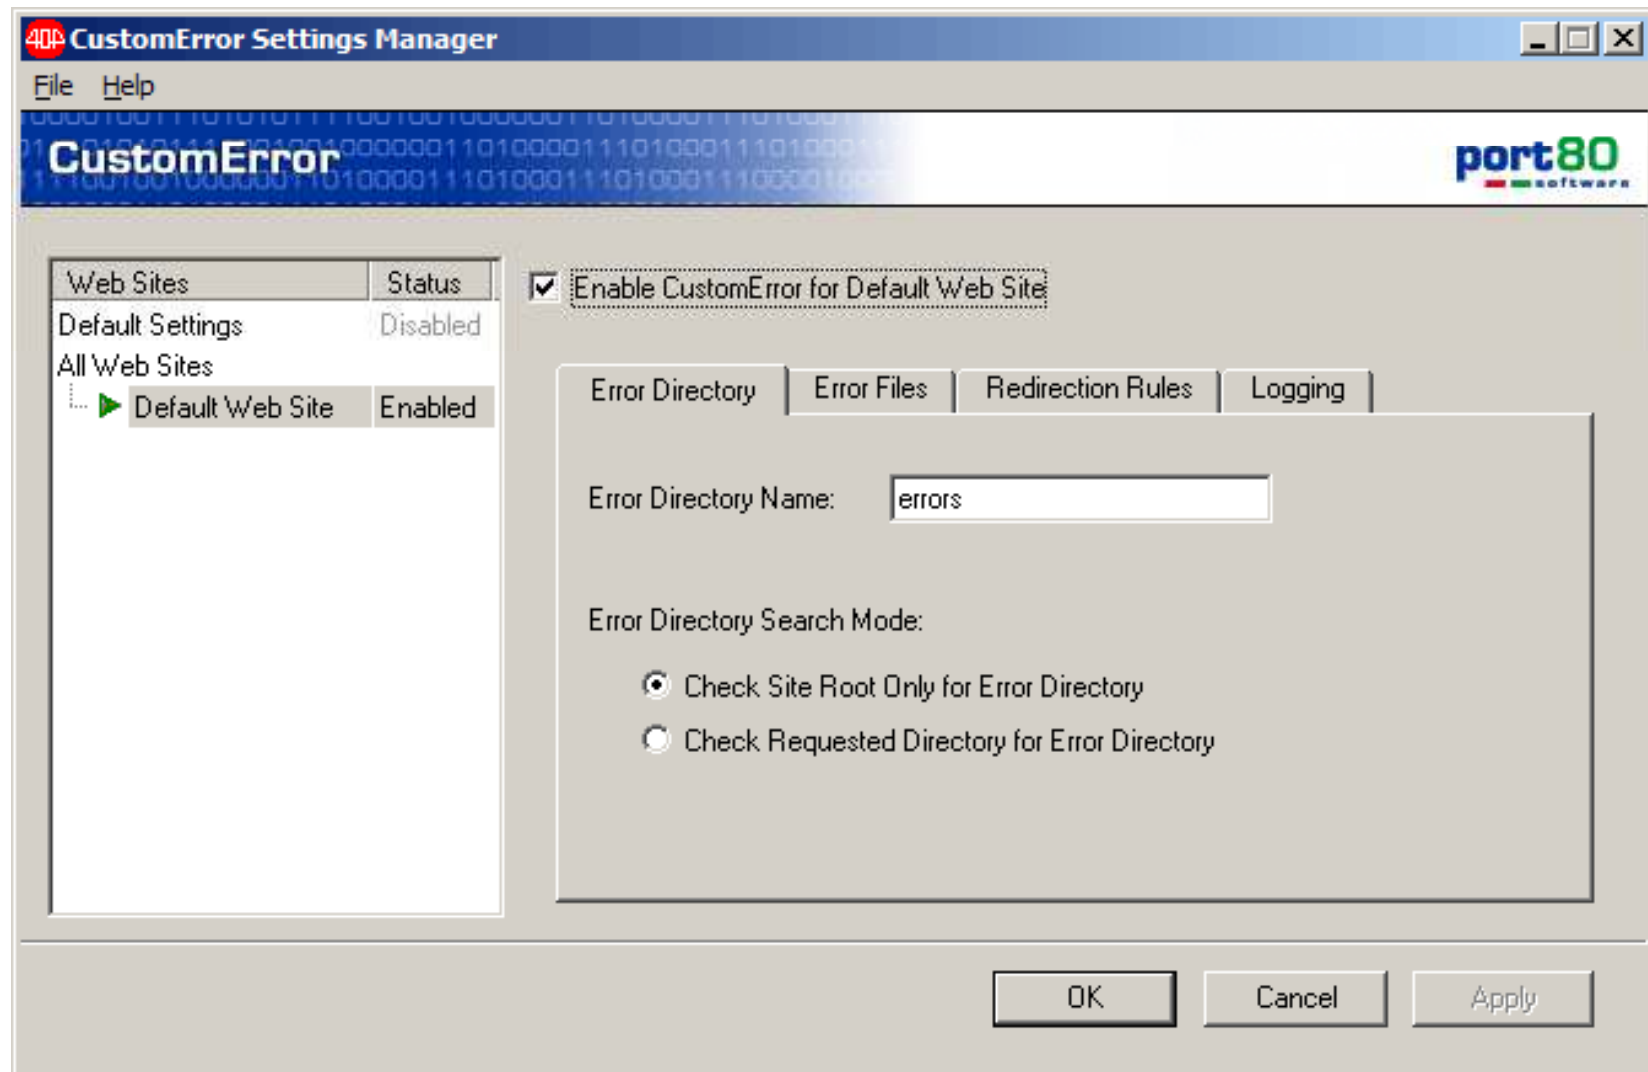 404 CustomError Settings Manager
File Help
CustomError
port80
software
Web Sites Status
Default Settings Disabled
All Web Sites
Default Web Site Enabled
Enable CustomError for Default Web Site
Error Directory Error Files Redirection Rules Logging
Error Directory Name: errors
Error Directory Search Mode:
Check Site Root Only for Error Directory
Check Requested Directory for Error Directory
OK Cancel Apply